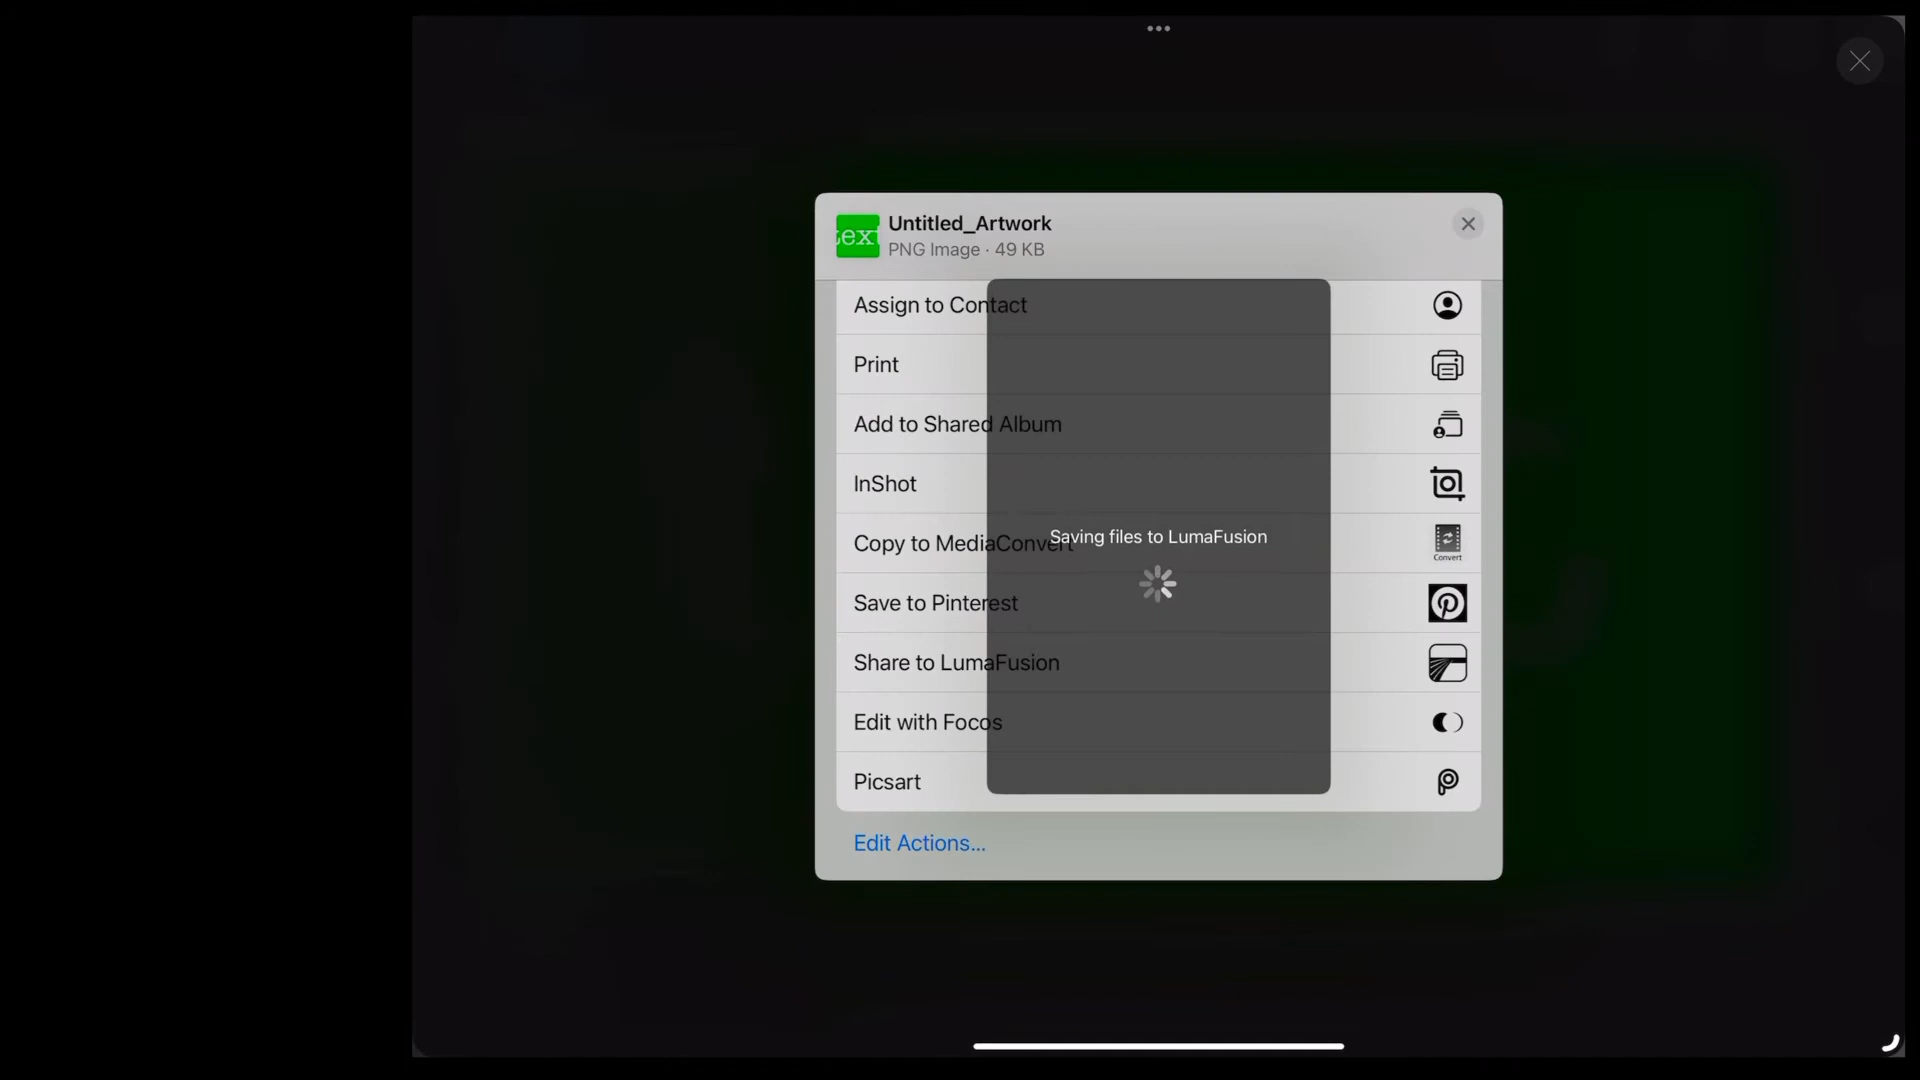 Untitled_Artwork
PNG Image · 49 KB
Assign to Contact
Print
Add to Shared Album
InShot
Copy to MediaConvert
Convert
Saving files to LumaFusion
Save to Pinterest
Share to LumaFusion
Edit with Focos
Picsart
Edit Actions...